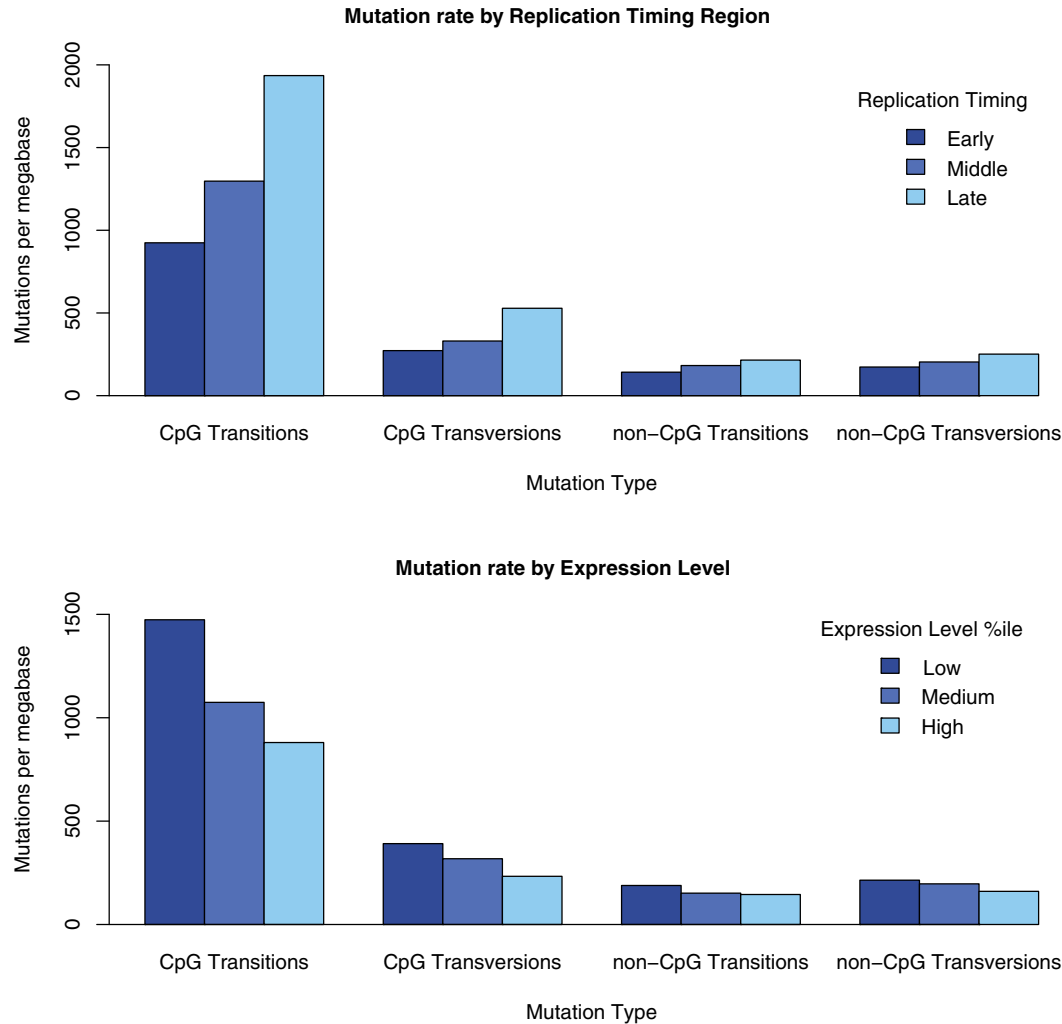 Mutation rate by Replication Timing Region
Mutations per megabase
2000
1500
1000
500
0
Replication Timing
Early
Middle
Late
CpG Transitions
CpG Transversions
non−CpG Transitions
non−CpG Transversions
Mutation Type
Mutation rate by Expression Level
Mutations per megabase
1500
1000
500
0
Expression Level %ile
Low
Medium
High
CpG Transitions
CpG Transversions
non−CpG Transitions
non−CpG Transversions
Mutation Type